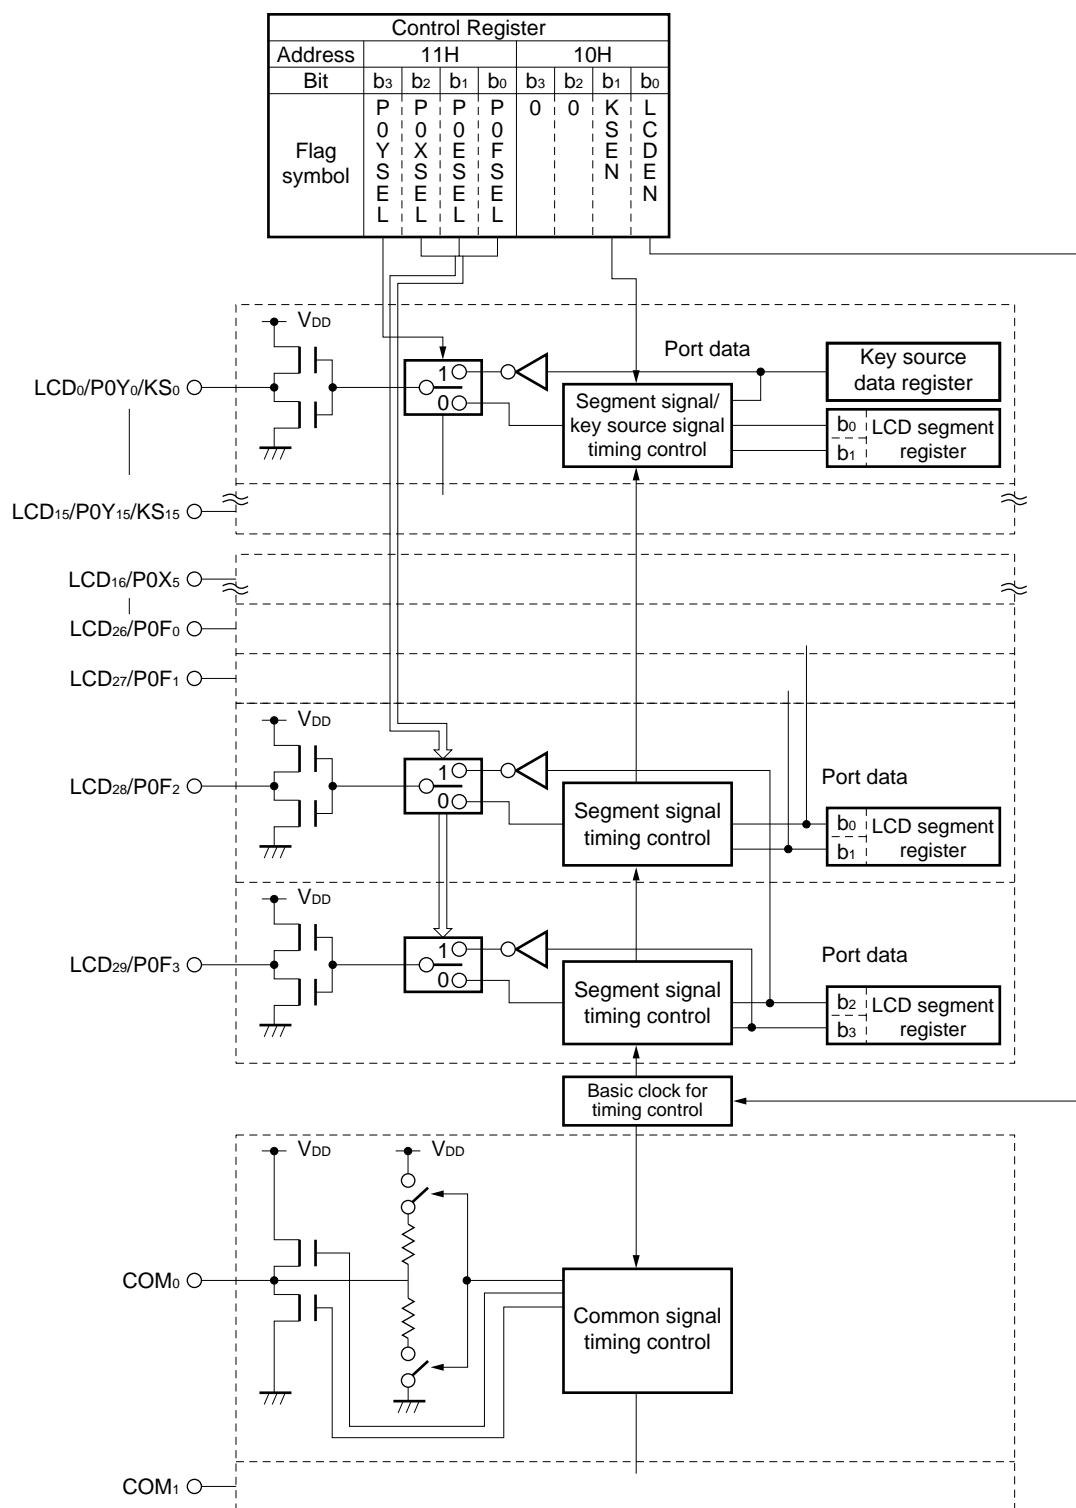 Control Register
Address 11H 10H
Bit b3 b2 b1 b0 b3 b2 b1 b0
Flag symbol P0YSEL P0XSEL P0ESEL P0FSEL 0 0 KSEN LCDEN
VDD
LCD0/P0Y0/KS0
1
0
Port data
Segment signal/
key source signal
timing control
Key source
data register
b0 LCD segment
b1 register
LCD15/P0Y15/KS15
LCD16/P0X5
LCD26/P0F0
LCD27/P0F1
VDD
LCD28/P0F2
1
0
Segment signal
timing control
Port data
b0 LCD segment
b1 register
VDD
LCD29/P0F3
1
0
Segment signal
timing control
Port data
b2 LCD segment
b3 register
Basic clock for
timing control
VDD VDD
COM0
Common signal
timing control
COM1